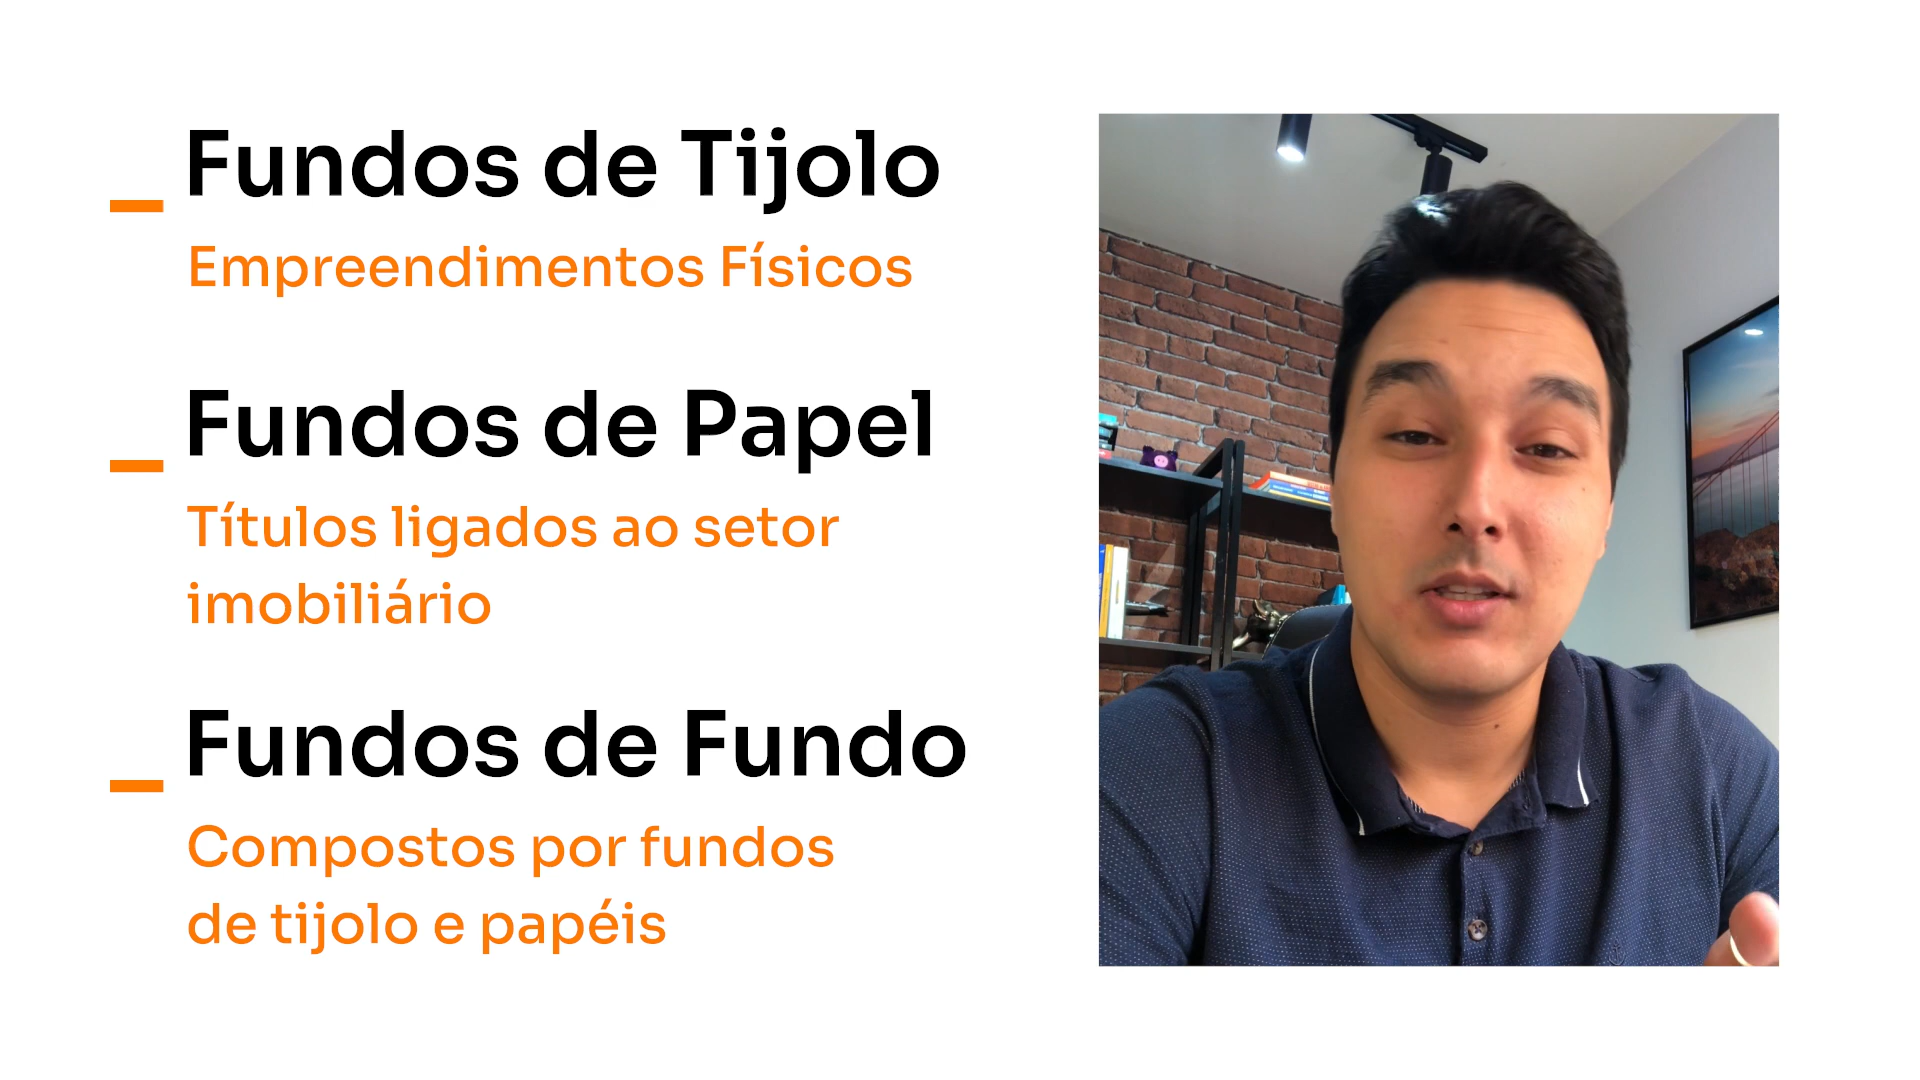 Fundos de Tijolo
Empreendimentos Físicos
Fundos de Papel
Títulos ligados ao setor
imobiliário
Fundos de Fundo
Compostos por fundos
de tijolo e papéis